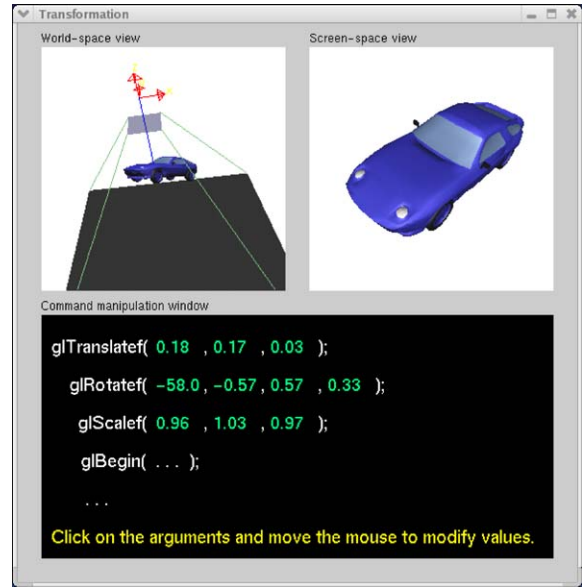 Transformation
World-space view
Screen-space view
Command manipulation window
glTranslatef( 0.18 , 0.17 , 0.03 );
glRotatef( -58.0 , -0.57 , 0.57 , 0.33 );
glScalef( 0.96 , 1.03 , 0.97 );
glBegin( . . . );
. . .
Click on the arguments and move the mouse to modify values.